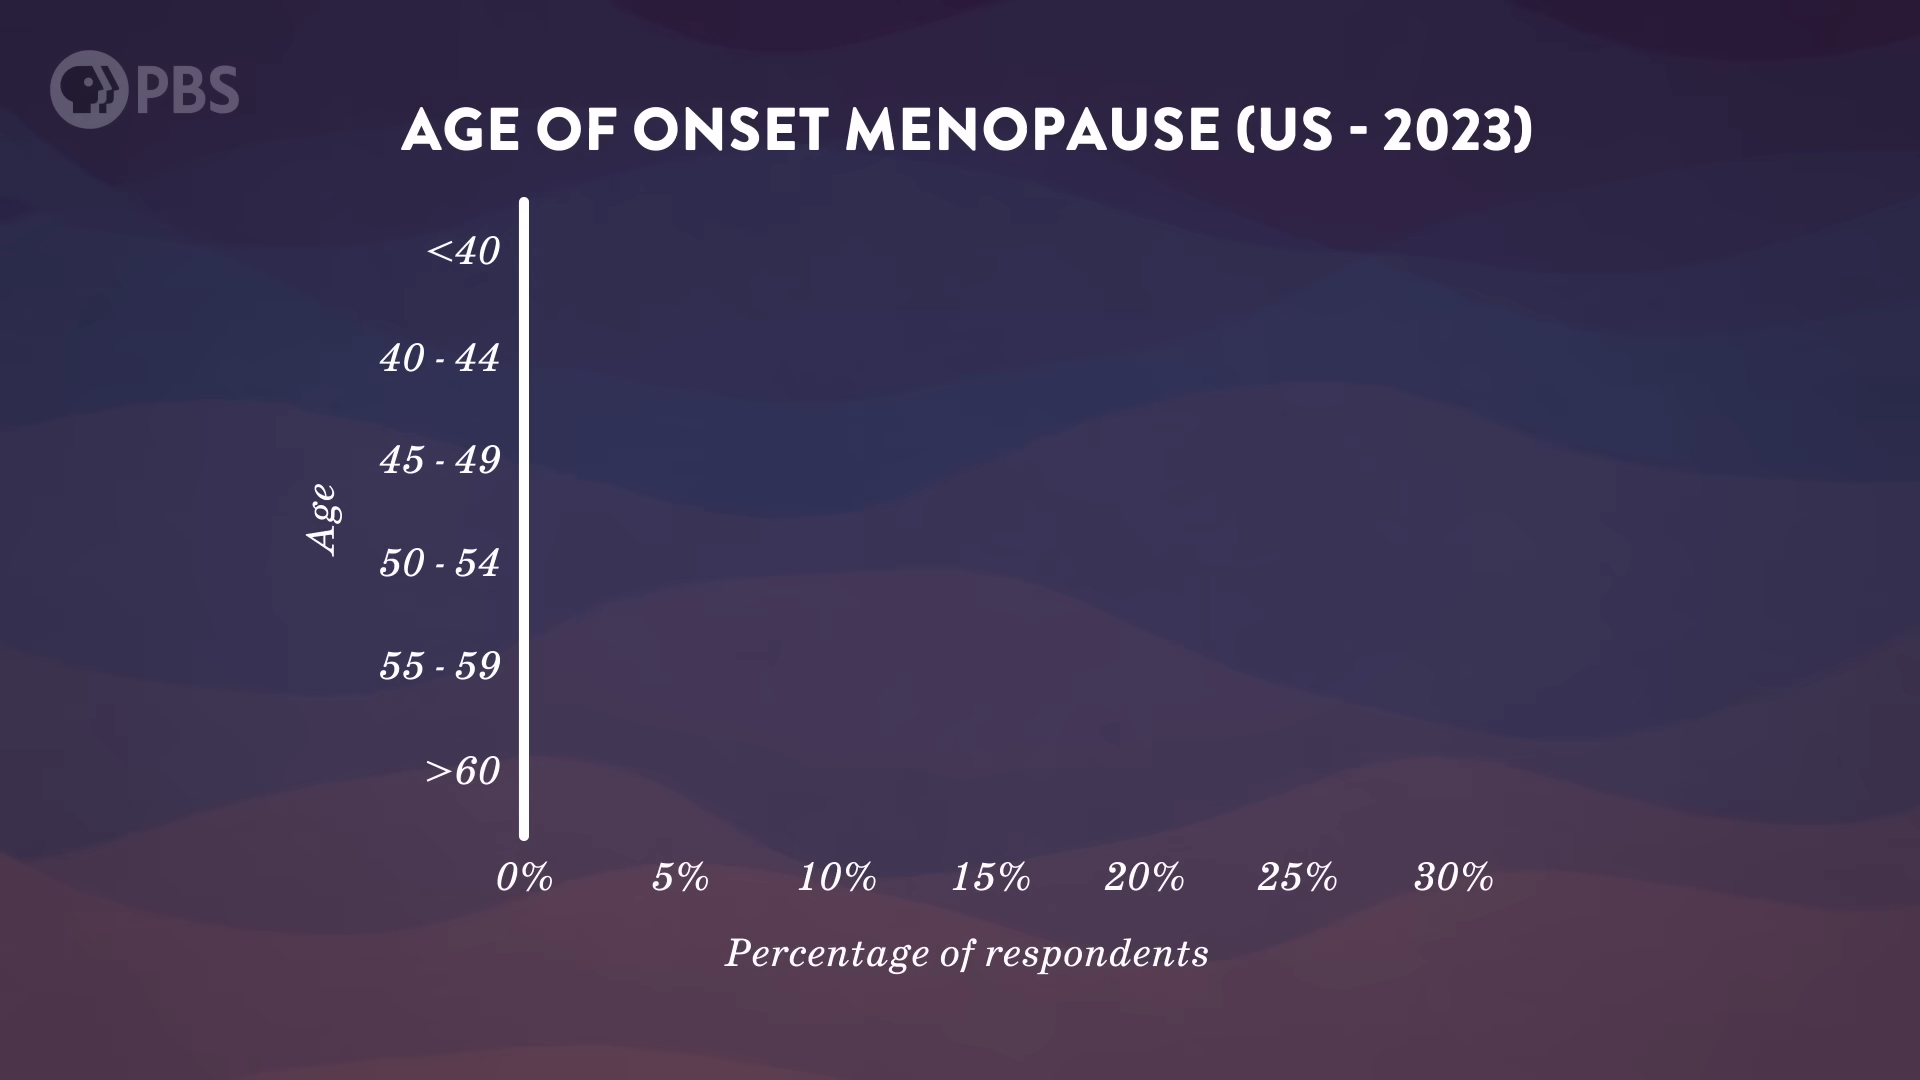 PBS
AGE OF ONSET MENOPAUSE (US - 2023)
<40
40 - 44
45 - 49
50 - 54
55 - 59
>60
Age
0% 5% 10% 15% 20% 25% 30%
Percentage of respondents